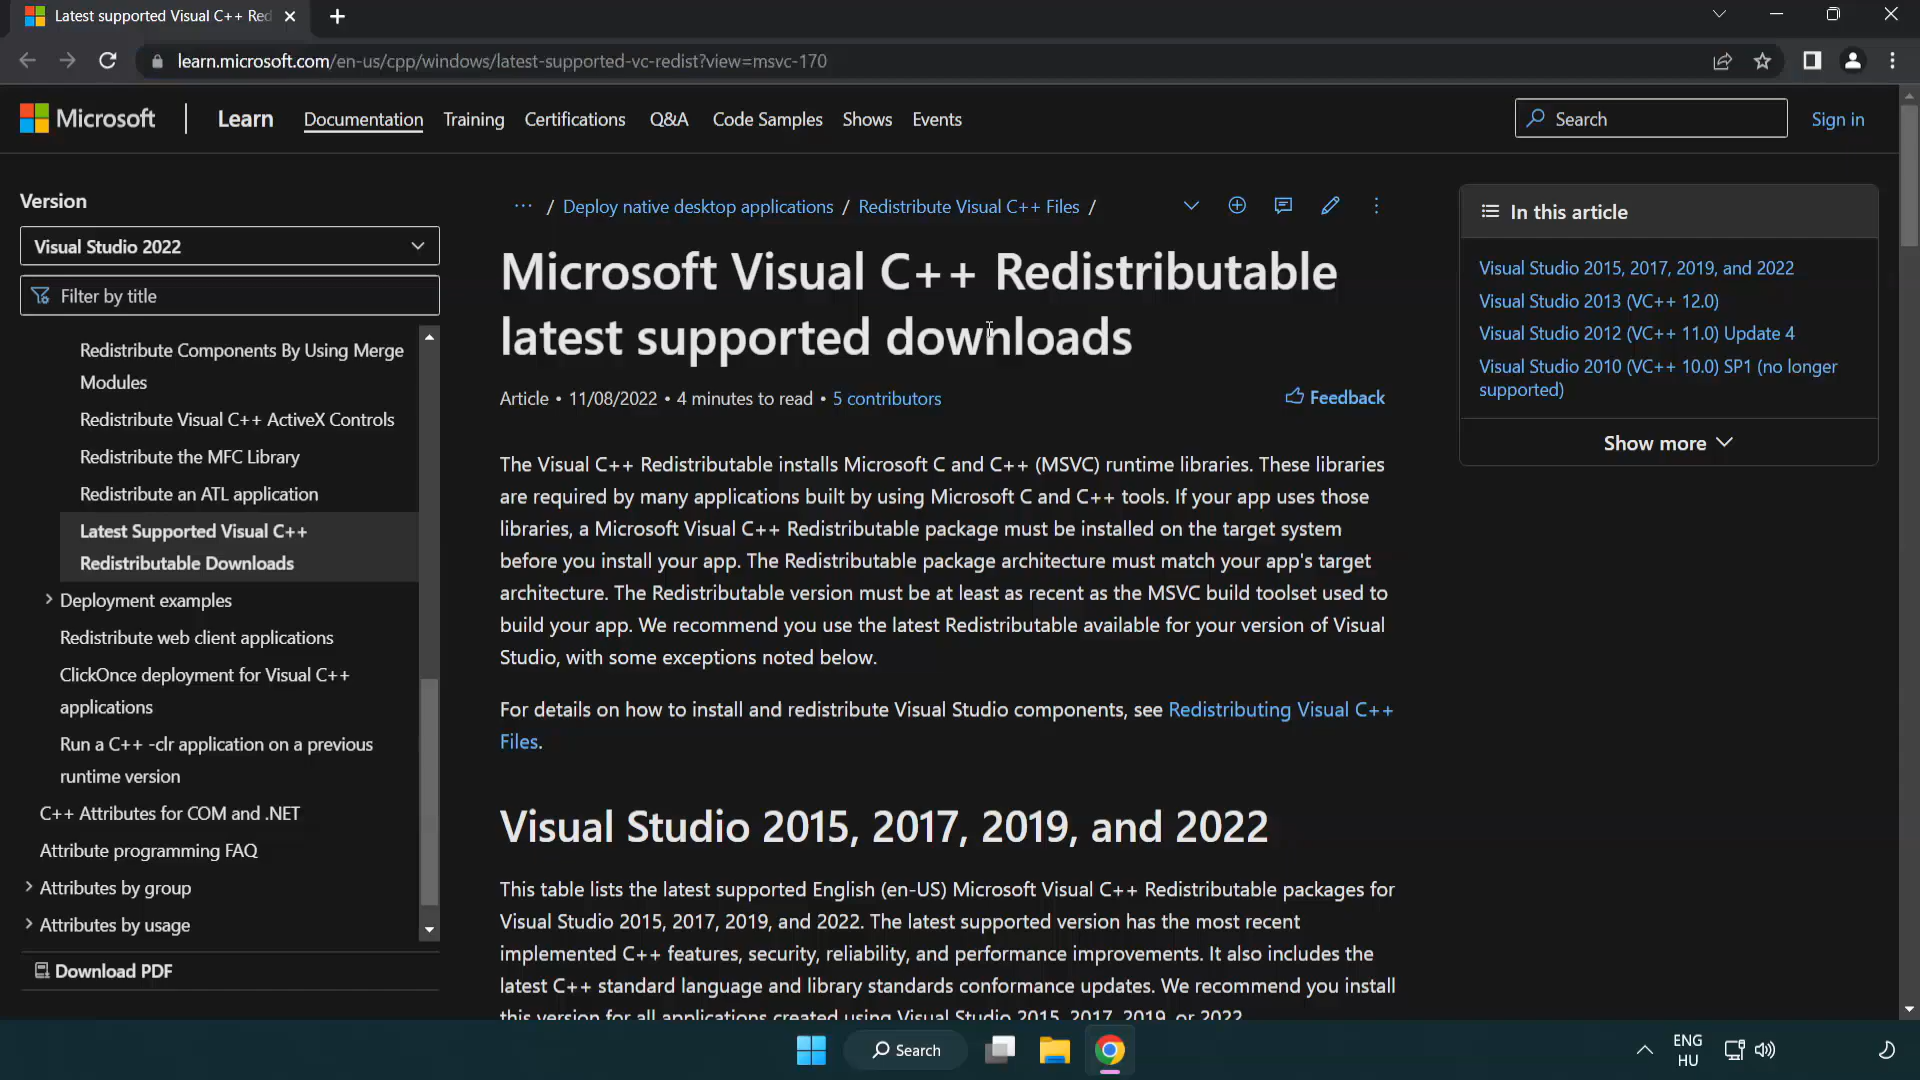 Latest supported Visual C++ Red
learn.microsoft.com/en-us/cpp/windows/latest-supported-vc-redist?view=msvc-170
Microsoft
Learn
Documentation
Training
Certifications
Q&A
Code Samples
Shows
Events
Search
Sign in
Version
Visual Studio 2022
Filter by title
Redistribute Components By Using Merge
Modules
Redistribute Visual C++ ActiveX Controls
Redistribute the MFC Library
Redistribute an ATL application
Latest Supported Visual C++
Redistributable Downloads
Deployment examples
Redistribute web client applications
ClickOnce deployment for Visual C++
applications
Run a C++ -clr application on a previous
runtime version
C++ Attributes for COM and .NET
Attribute programming FAQ
Attributes by group
Attributes by usage
Download PDF
... / Deploy native desktop applications / Redistribute Visual C++ Files /
Microsoft Visual C++ Redistributable
latest supported downloads
Article • 11/08/2022 • 4 minutes to read • 5 contributors
Feedback
The Visual C++ Redistributable installs Microsoft C and C++ (MSVC) runtime libraries. These libraries
are required by many applications built by using Microsoft C and C++ tools. If your app uses those
libraries, a Microsoft Visual C++ Redistributable package must be installed on the target system
before you install your app. The Redistributable package architecture must match your app's target
architecture. The Redistributable version must be at least as recent as the MSVC build toolset used to
build your app. We recommend you use the latest Redistributable available for your version of Visual
Studio, with some exceptions noted below.
For details on how to install and redistribute Visual Studio components, see Redistributing Visual C++
Files.
Visual Studio 2015, 2017, 2019, and 2022
This table lists the latest supported English (en-US) Microsoft Visual C++ Redistributable packages for
Visual Studio 2015, 2017, 2019, and 2022. The latest supported version has the most recent
implemented C++ features, security, reliability, and performance improvements. It also includes the
latest C++ standard language and library standards conformance updates. We recommend you install
this version for all applications created using Visual Studio 2015, 2017, 2019, or 2022.
In this article
Visual Studio 2015, 2017, 2019, and 2022
Visual Studio 2013 (VC++ 12.0)
Visual Studio 2012 (VC++ 11.0) Update 4
Visual Studio 2010 (VC++ 10.0) SP1 (no longer
supported)
Show more
Search
ENG
HU